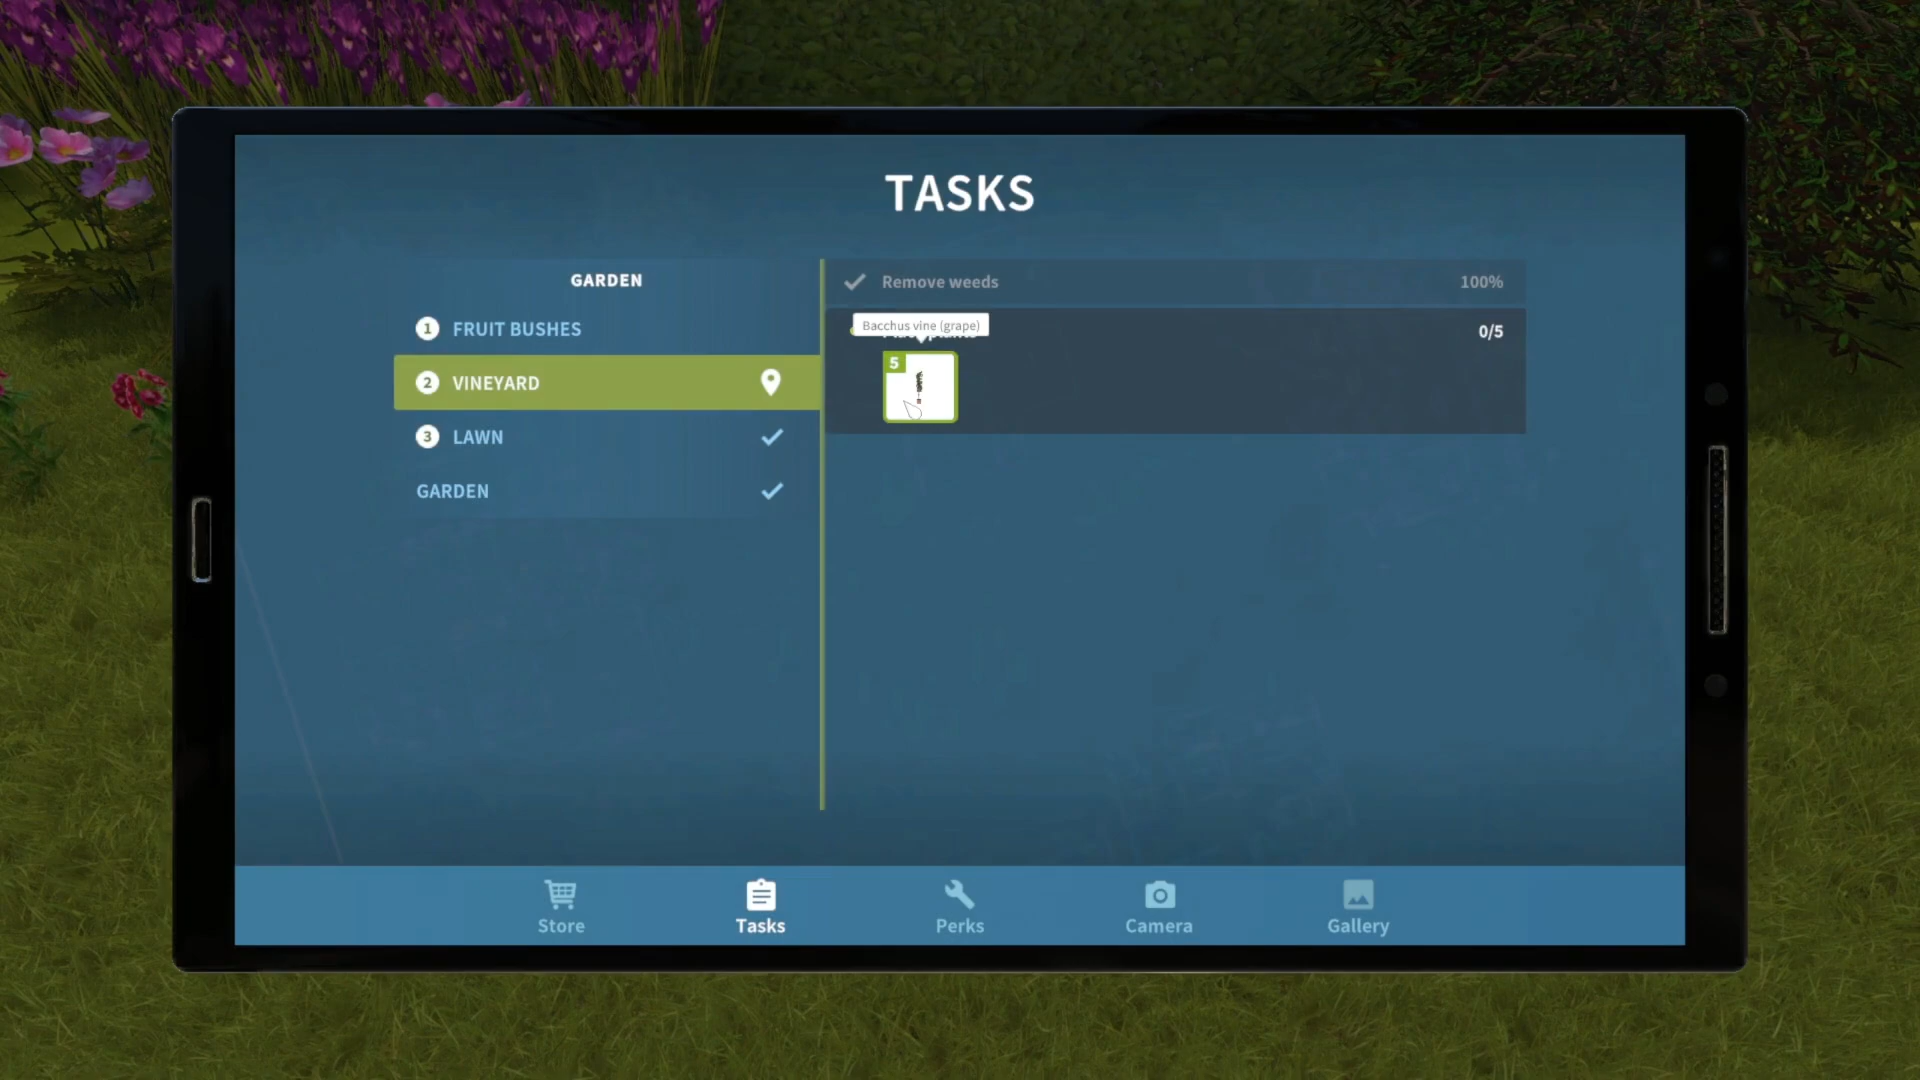 TASKS
GARDEN
1 FRUIT BUSHES
2 VINEYARD
3 LAWN
GARDEN
Remove weeds 100%
Bacchus vine (grape)
0/5
5
Store
Tasks
Perks
Camera
Gallery